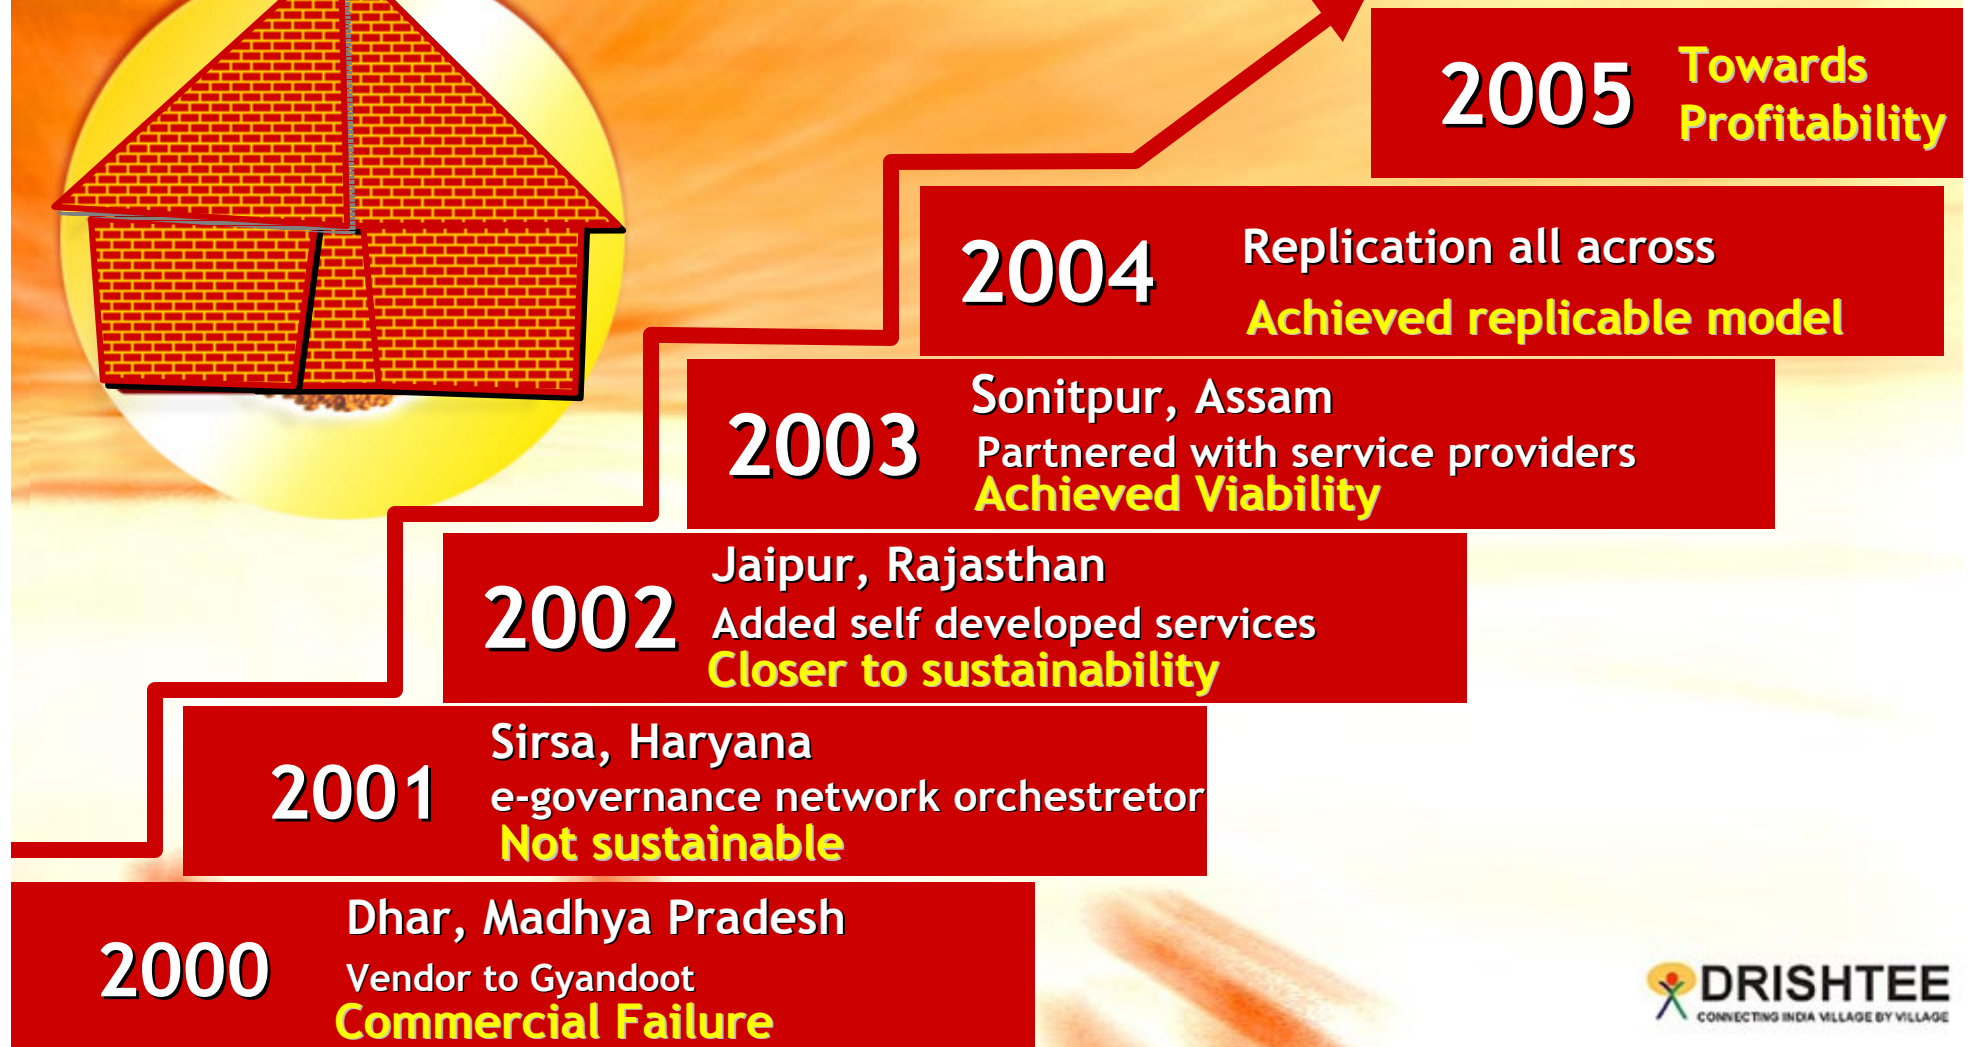 2005
Towards
Profitability
2004
Replication all across
Achieved replicable model
2003
Sonitpur, Assam
Partnered with service providers
Achieved Viability
2002
Jaipur, Rajasthan
Added self developed services
Closer to sustainability
2001
Sirsa, Haryana
e-governance network orchestretor
Not sustainable
2000
Dhar, Madhya Pradesh
Vendor to Gyandoot
Commercial Failure
DRISHTEE
CONNECTING INDIA VILLAGE BY VILLAGE